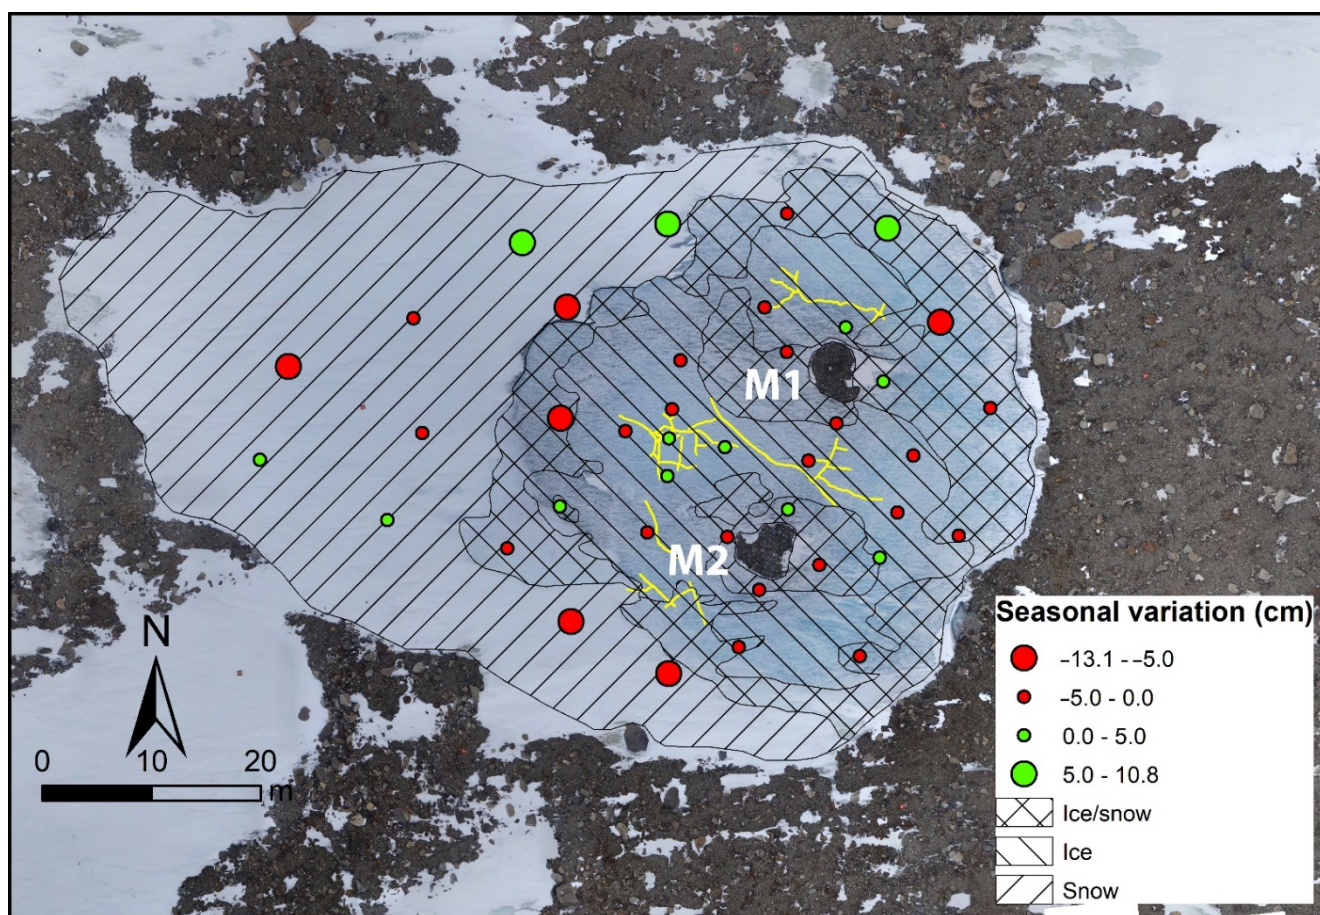 M1
M2
N
0 10 20
m
Seasonal variation (cm)
−13.1 - −5.0
−5.0 - 0.0
0.0 - 5.0
5.0 - 10.8
Ice/snow
Ice
Snow